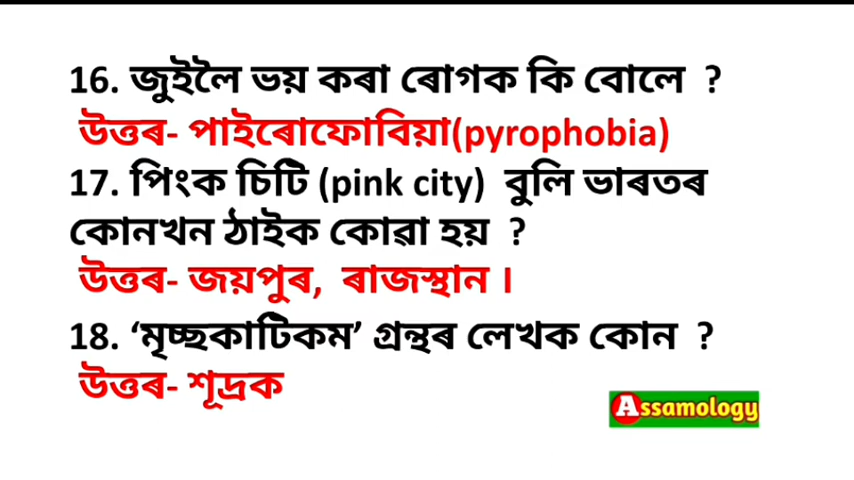 16. জুইলৈ ভয় কৰা ৰোগক কি বোলে ?
উত্তৰ- পাইৰোফোবিয়া(pyrophobia)
17. পিংক চিটি (pink city) বুলি ভাৰতৰ
কোনখন ঠাইক কোৱা হয় ?
উত্তৰ- জয়পুৰ, ৰাজস্থান ।
18. ‘মৃচ্ছকাটিকম’ গ্ৰন্থৰ লেখক কোন ?
উত্তৰ- শূদ্ৰক
Assamology